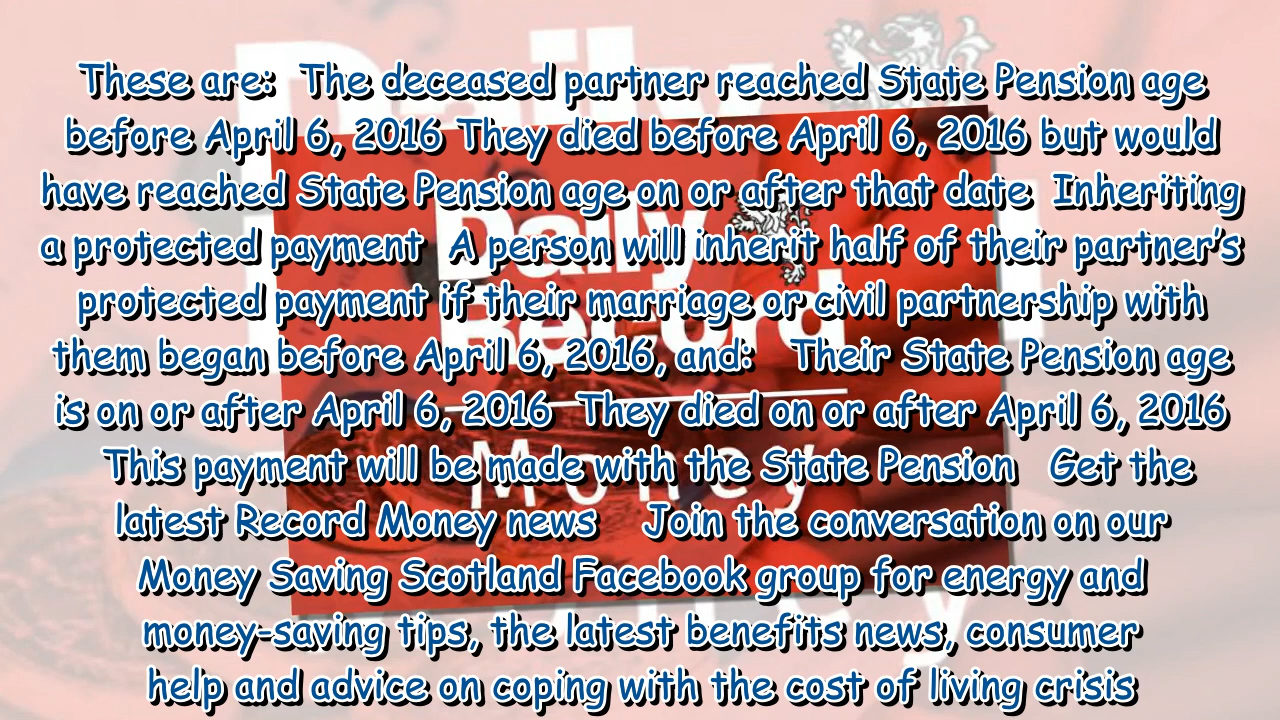 These are: The deceased partner reached State Pension age
before April 6, 2016 They died before April 6, 2016 but would
have reached State Pension age on or after that date Inheriting
a protected payment A person will inherit half of their partner's
protected payment if their marriage or civil partnership with
them began before April 6, 2016, and: Their State Pension age
is on or after April 6, 2016 They died on or after April 6, 2016
This payment will be made with the State Pension Get the
latest Record Money news Join the conversation on our
Money Saving Scotland Facebook group for energy and
money-saving tips, the latest benefits news, consumer
help and advice on coping with the cost of living crisis
Daily
Record
Money